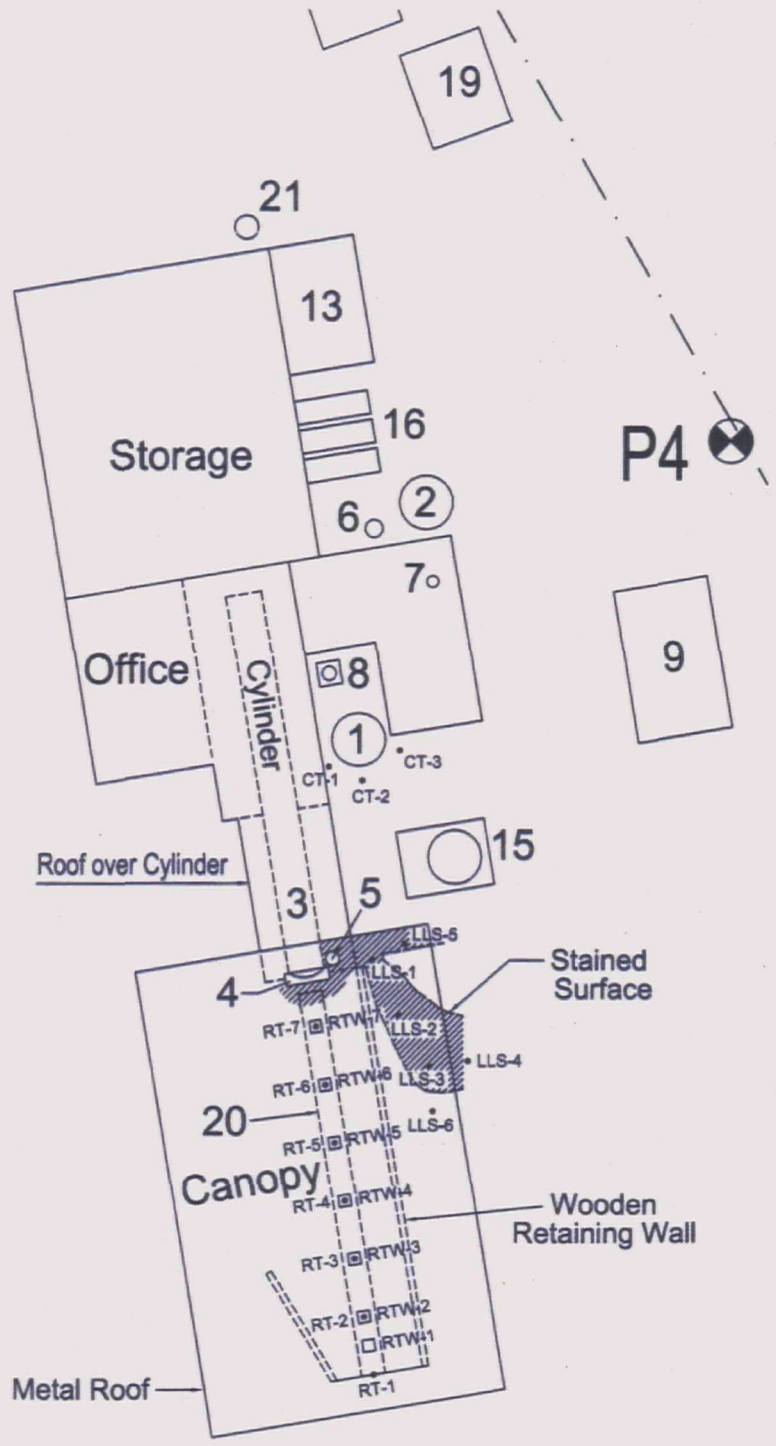 19
21
13
Storage
16
P4
2
6
7
Office
Cylinder
8
9
1
CT-1
CT-2
CT-3
Roof over Cylinder
15
3
5
LLS-5
LLS-1
Stained
Surface
4
RT-7
RTW-7
LLS-2
LLS-4
LLS-3
RT-6
RTW-6
20
LLS-6
RT-5
RTW-5
Canopy
RT-4
RTW-4
Wooden
Retaining Wall
RT-3
RTW-3
RT-2
RTW-2
RTW-1
Metal Roof
RT-1